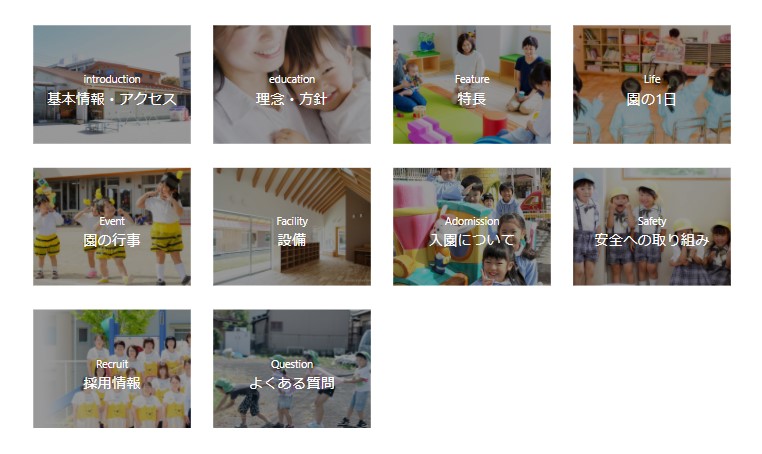 introduction
基本情報・アクセス
education
理念・方針
Feature
特長
Life
園の1日
Event
園の行事
Facility
設備
Adomission
入園について
Safety
安全への取り組み
Recruit
採用情報
Question
よくある質問